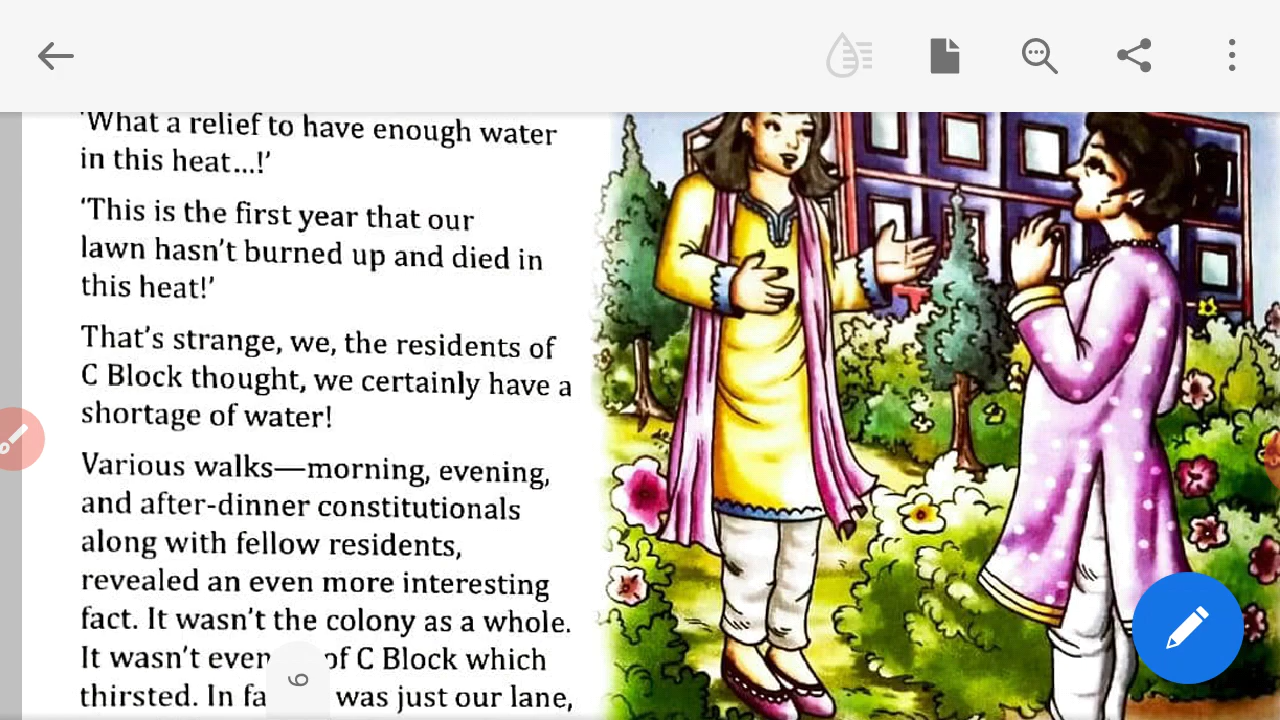 'What a relief to have enough water
in this heat...!'
'This is the first year that our
lawn hasn't burned up and died in
this heat!'
That's strange, we, the residents of
C Block thought, we certainly have a
shortage of water!
Various walks—morning, evening,
and after-dinner constitutionals
along with fellow residents,
revealed an even more interesting
fact. It wasn't the colony as a whole.
It wasn't even of C Block which
thirsted. In was just our lane,
6